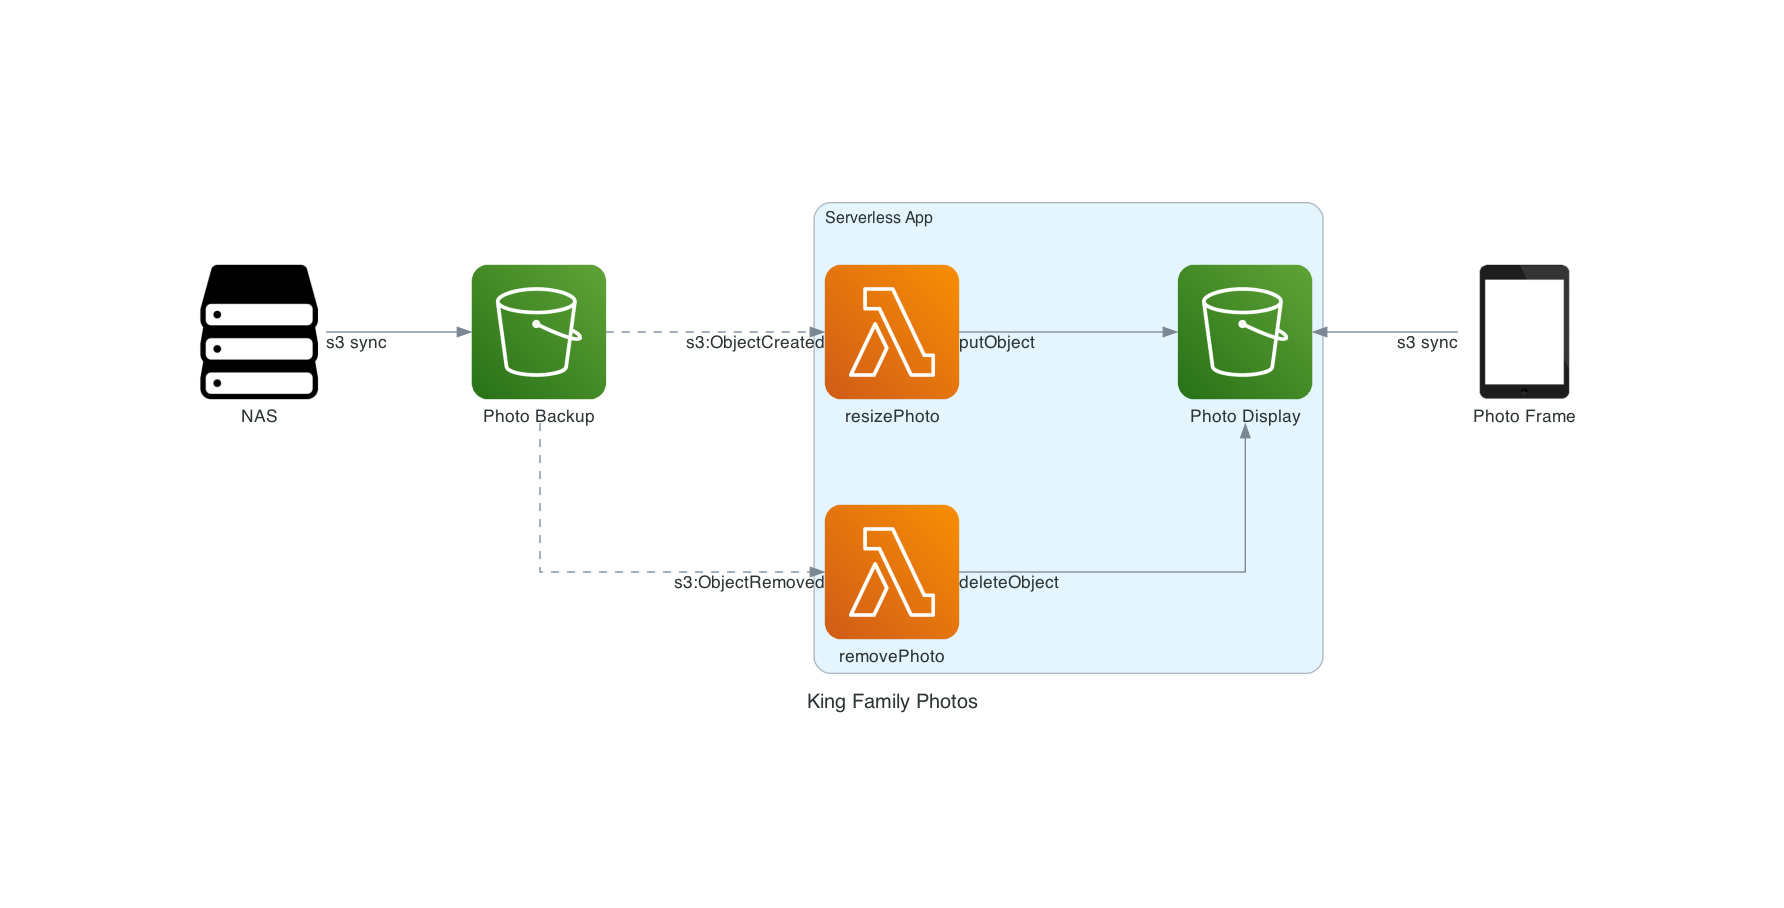 Serverless App
s3 sync
s3:ObjectCreated
putObject
s3 sync
NAS
Photo Backup
resizePhoto
Photo Display
Photo Frame
s3:ObjectRemoved
deleteObject
removePhoto
King Family Photos